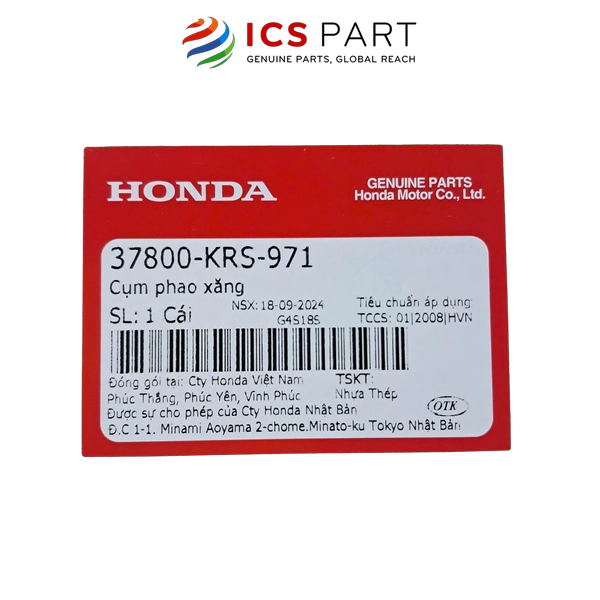 ICS PART
GENUINE PARTS, GLOBAL REACH
HONDA
GENUINE PARTS
Honda Motor Co., Ltd.
37800-KRS-971
Cụm phao xăng
SL: 1 Cái
NSX: 18-09-2024
G4S18S
Tiêu chuẩn áp dụng
TCCS: 01|2008|HVN
Đóng gói tại: Cty Honda Việt Nam
Phúc Thắng, Phúc Yên, Vĩnh Phúc
TSKT:
Nhựa Thép
Được sự cho phép của Cty Honda Nhật Bản
OTK
Đ.C 1-1. Minami Aoyama 2-chome.Minato-ku Tokyo Nhật Bản